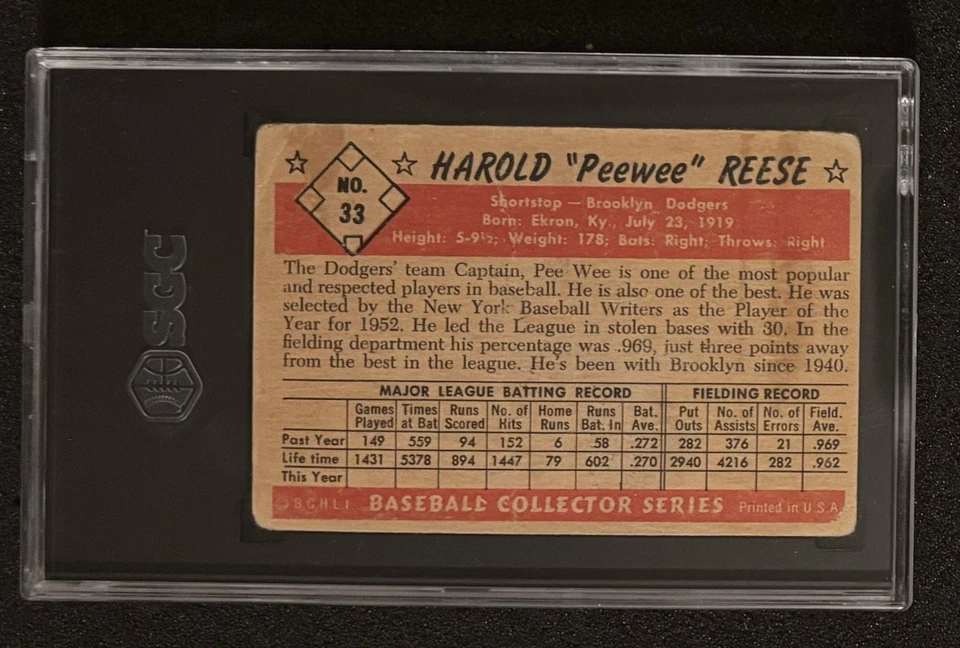 SGC
NO.
33
HAROLD "Peewee" REESE
Shortstop — Brooklyn Dodgers
Born: Ekron, Ky., July 23, 1919
Height: 5-9½; Weight: 178; Bats: Right; Throws: Right
The Dodgers' team Captain, Pee Wee is one of the most popular
and respected players in baseball. He is also one of the best. He was
selected by the New York Baseball Writers as the Player of the
Year for 1952. He led the League in stolen bases with 30. In the
fielding department his percentage was .969, just three points away
from the best in the league. He's been with Brooklyn since 1940.
MAJOR LEAGUE BATTING RECORD FIELDING RECORD
Games Times Runs No. of Home Runs Bat. Put No. of No. of Field.
Played at Bat Scored Hits Runs Bat. In Ave. Outs Assists Errors Ave.
Past Year 149 559 94 152 6 58 .272 282 376 21 .969
Life time 1431 5378 894 1447 79 602 .270 2940 4216 282 .962
This Year
BASEBALL COLLECTOR SERIES Printed in U.S.A.